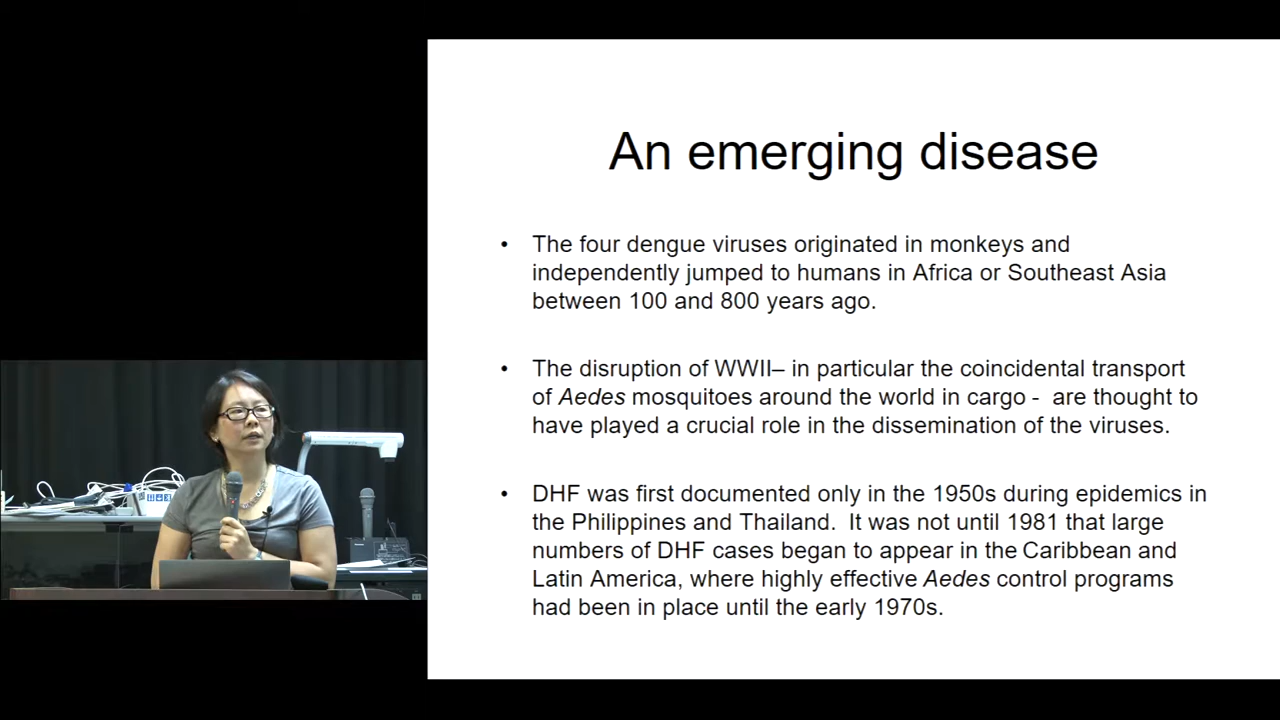 An emerging disease
• The four dengue viruses originated in monkeys and
independently jumped to humans in Africa or Southeast Asia
between 100 and 800 years ago.
• The disruption of WWII– in particular the coincidental transport
of Aedes mosquitoes around the world in cargo - are thought to
have played a crucial role in the dissemination of the viruses.
• DHF was first documented only in the 1950s during epidemics in
the Philippines and Thailand. It was not until 1981 that large
numbers of DHF cases began to appear in the Caribbean and
Latin America, where highly effective Aedes control programs
had been in place until the early 1970s.